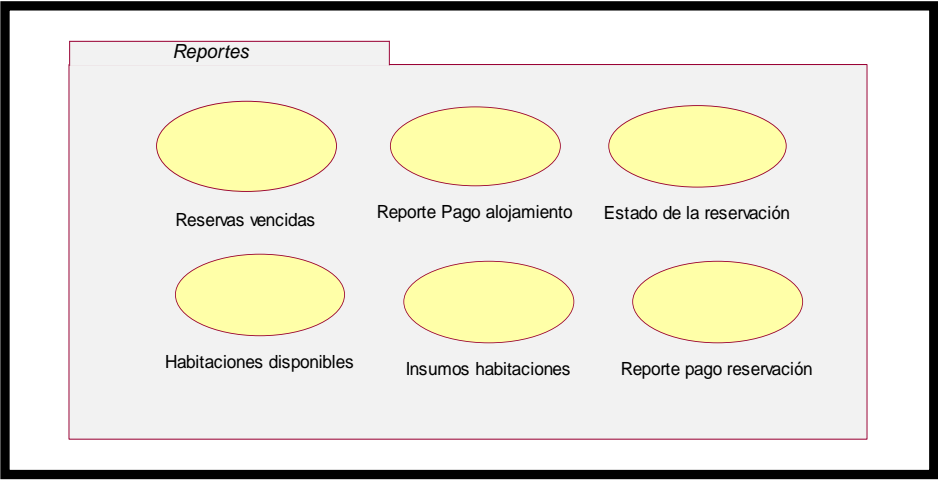 Reportes
Reservas vencidas
Reporte Pago alojamiento
Estado de la reservación
Habitaciones disponibles
Insumos habitaciones
Reporte pago reservación